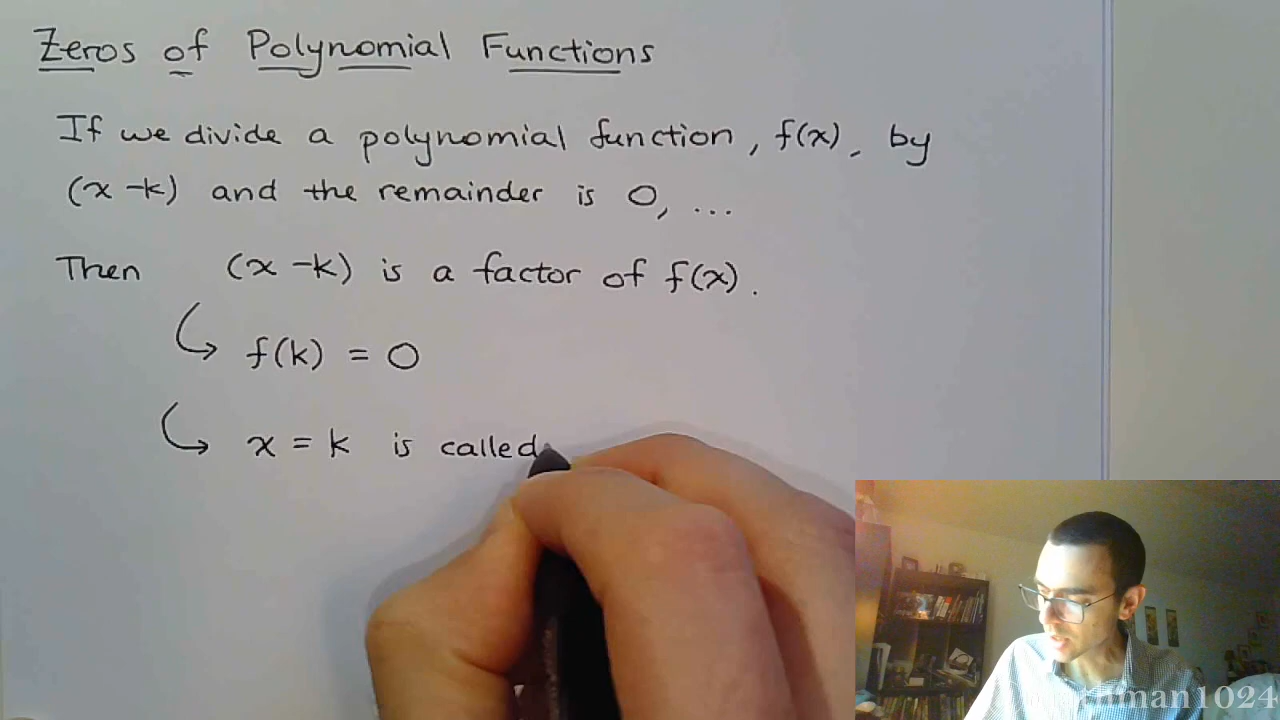 Zeros of Polynomial Functions
If we divide a polynomial function, f(x), by
(x-k) and the remainder is 0, ...
Then (x-k) is a factor of f(x).
f(k) = 0
x = k is called